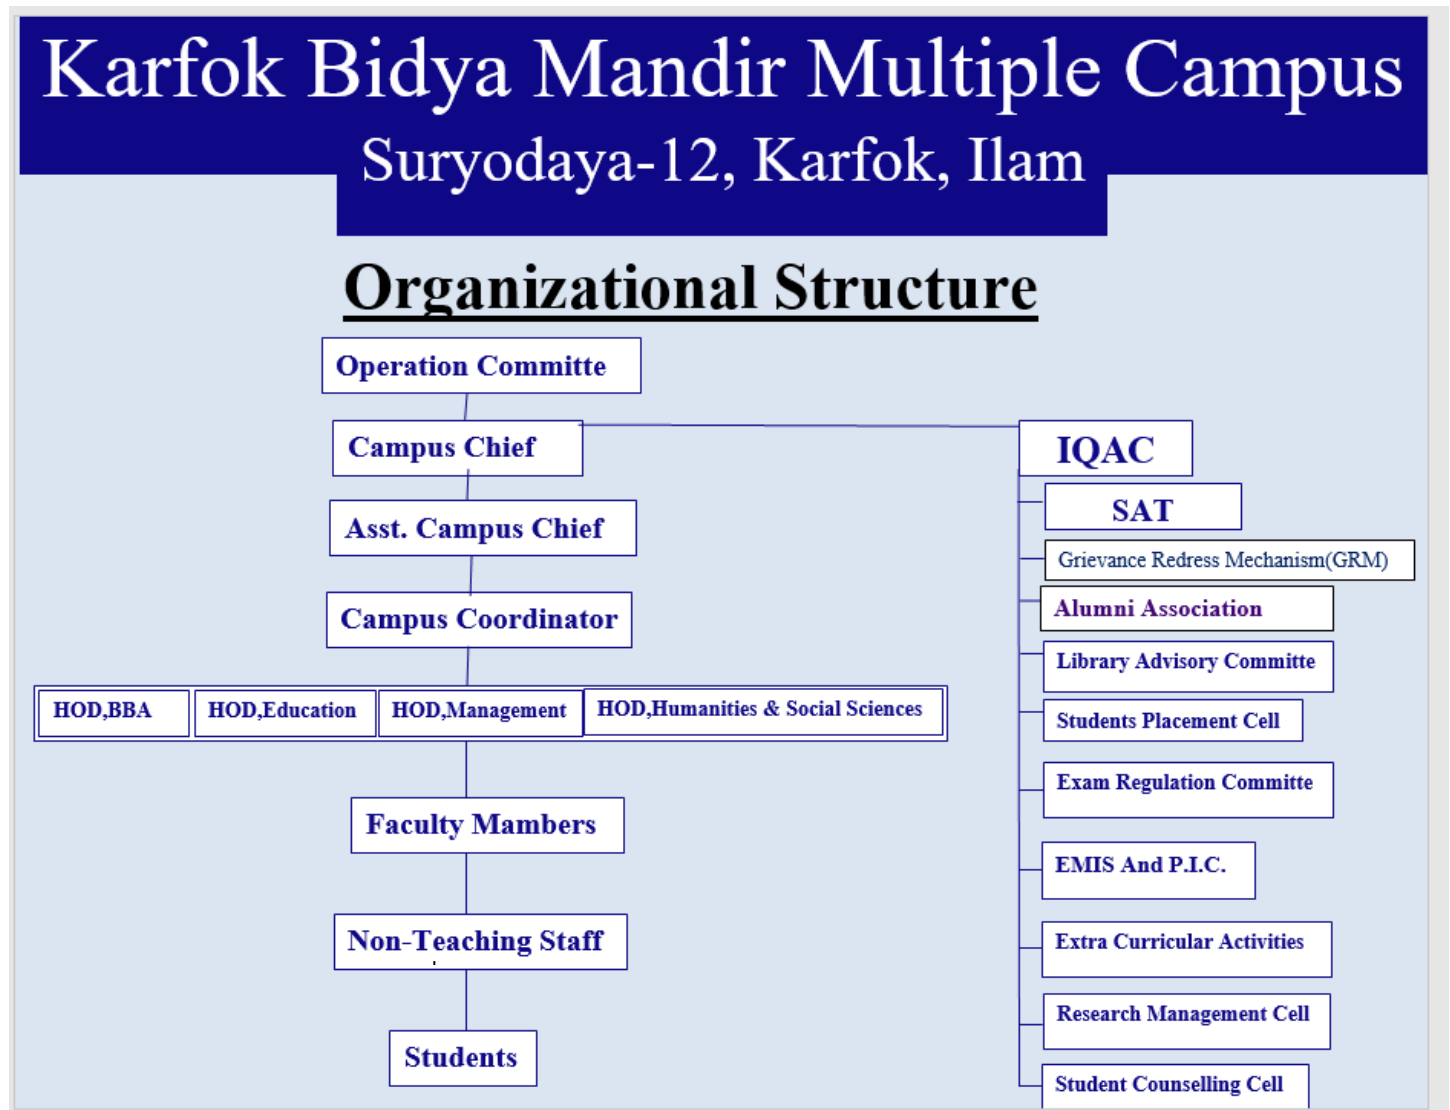 Karfok Bidya Mandir Multiple Campus
Suryodaya-12, Karfok, Ilam
Organizational Structure
Operation Committe
Campus Chief
Asst. Campus Chief
Campus Coordinator
HOD,BBA
HOD,Education
HOD,Management
HOD,Humanities & Social Sciences
Faculty Mambers
Non-Teaching Staff
Students
IQAC
SAT
Grievance Redress Mechanism(GRM)
Alumni Association
Library Advisory Committe
Students Placement Cell
Exam Regulation Committe
EMIS And P.I.C.
Extra Curricular Activities
Research Management Cell
Student Counselling Cell